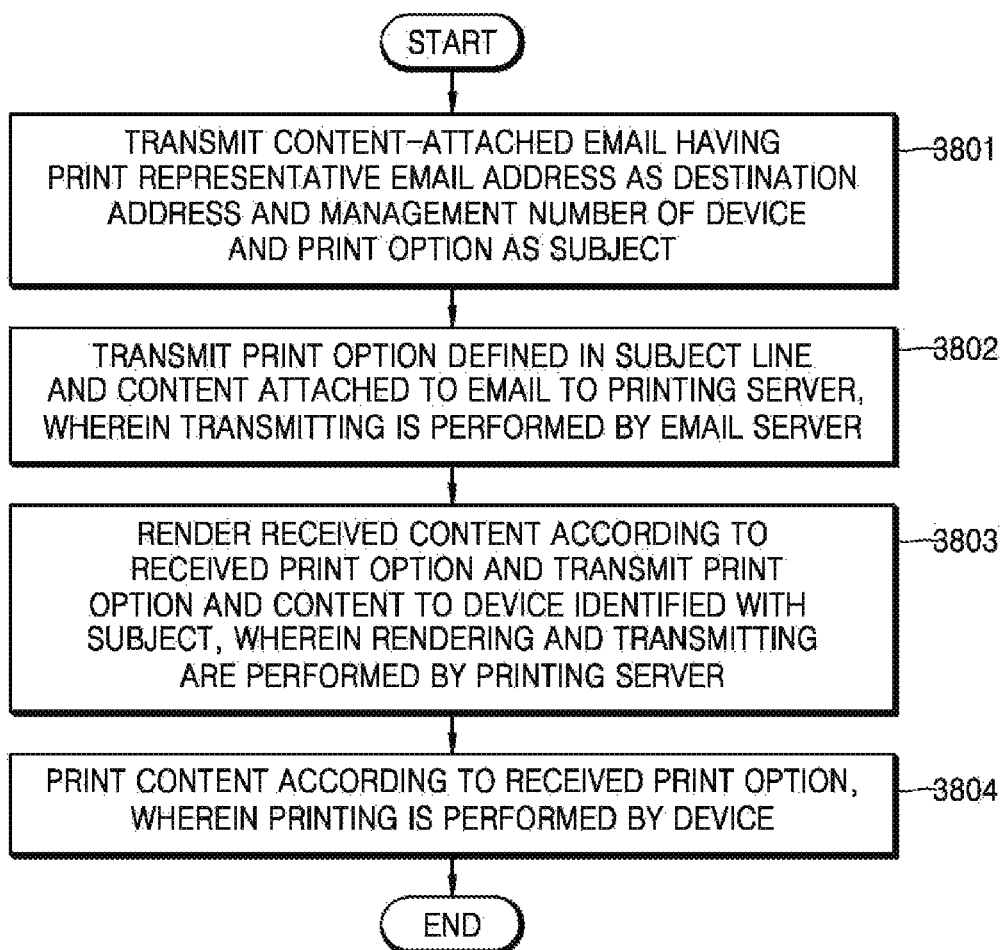 START
TRANSMIT CONTENT-ATTACHED EMAIL HAVING
PRINT REPRESENTATIVE EMAIL ADDRESS AS DESTINATION
ADDRESS AND MANAGEMENT NUMBER OF DEVICE
AND PRINT OPTION AS SUBJECT
3801
TRANSMIT PRINT OPTION DEFINED IN SUBJECT LINE
AND CONTENT ATTACHED TO EMAIL TO PRINTING SERVER,
WHEREIN TRANSMITTING IS PERFORMED BY EMAIL SERVER
3802
RENDER RECEIVED CONTENT ACCORDING TO
RECEIVED PRINT OPTION AND TRANSMIT PRINT
OPTION AND CONTENT TO DEVICE IDENTIFIED WITH
SUBJECT, WHEREIN RENDERING AND TRANSMITTING
ARE PERFORMED BY PRINTING SERVER
3803
PRINT CONTENT ACCORDING TO RECEIVED PRINT OPTION,
WHEREIN PRINTING IS PERFORMED BY DEVICE
3804
END